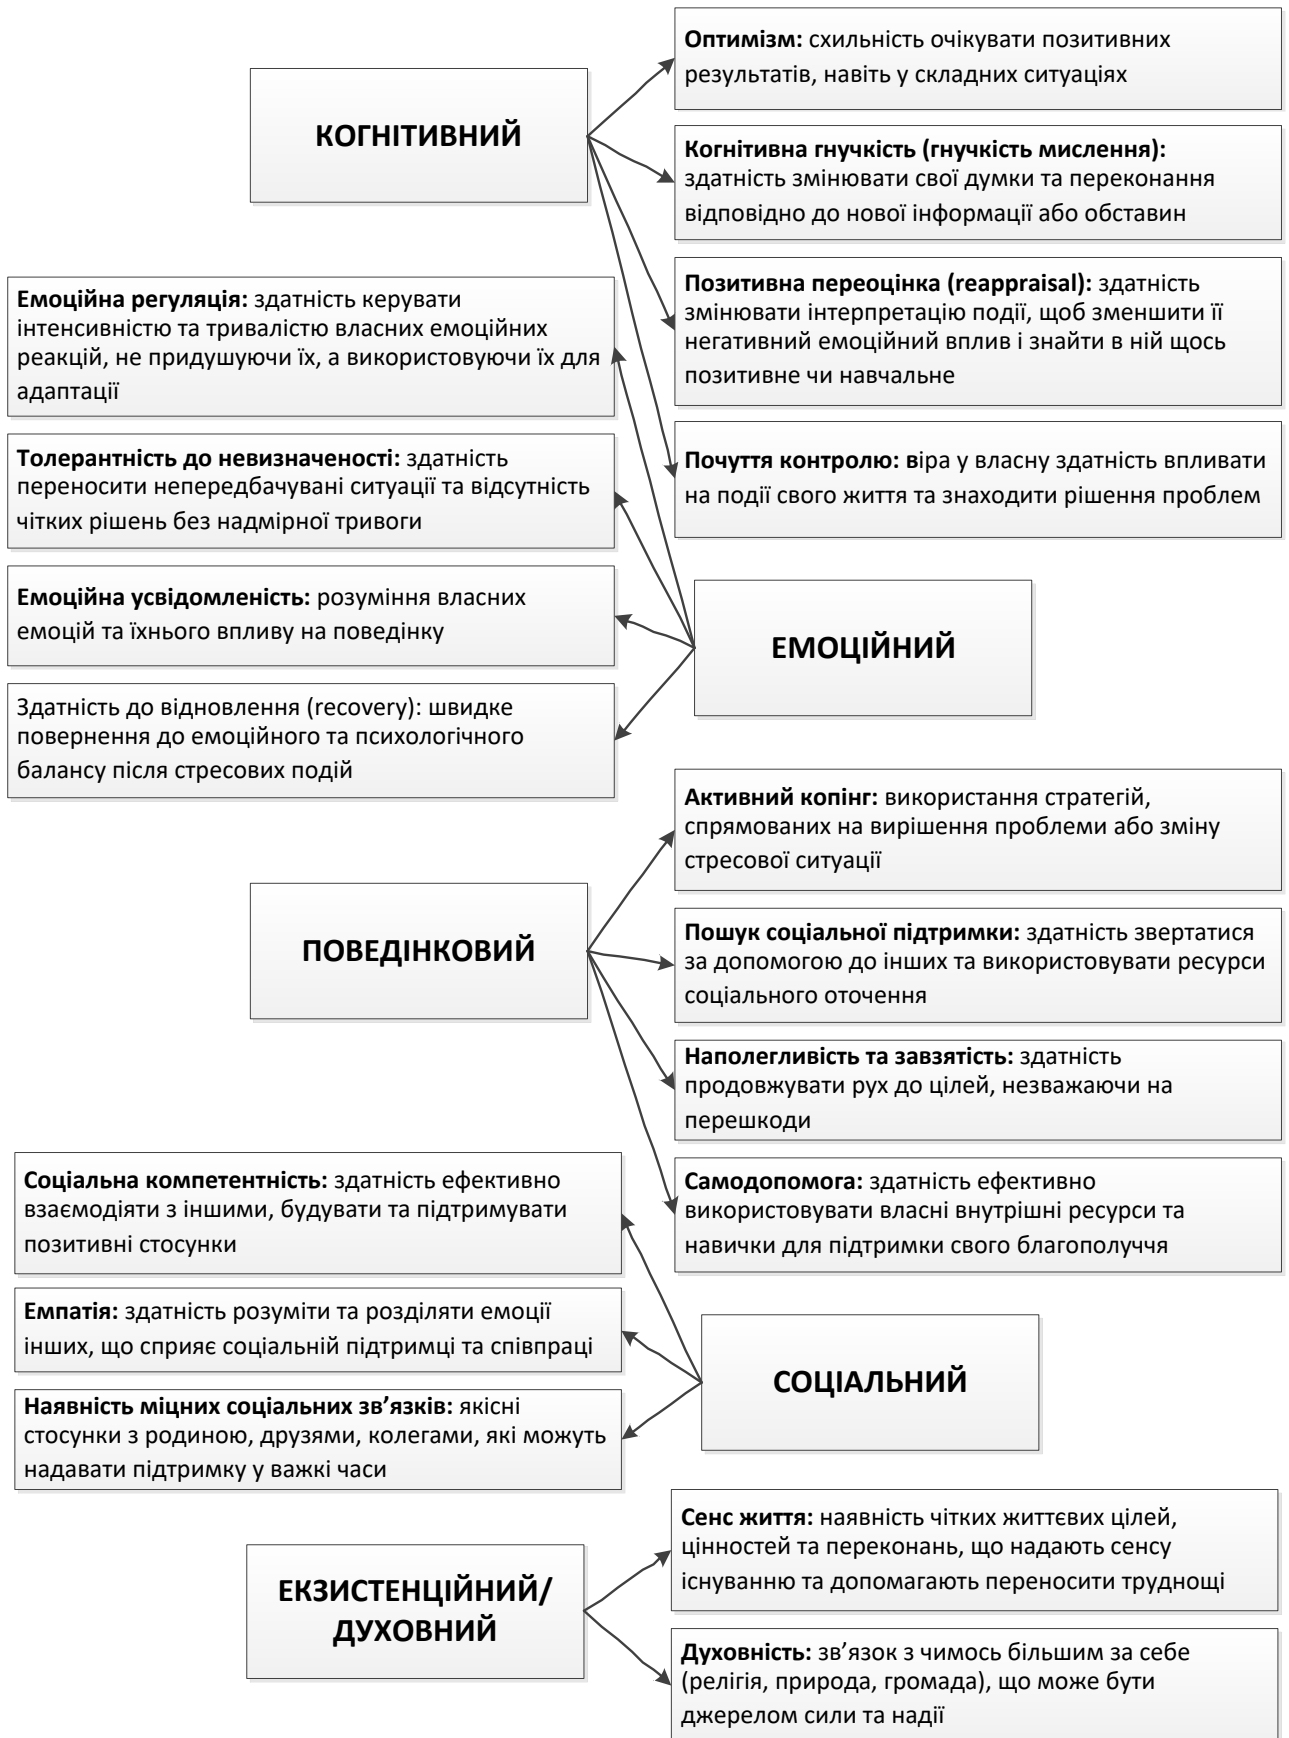 КОГНІТИВНИЙ
Оптимізм: схильність очікувати позитивних
результатів, навіть у складних ситуаціях
Когнітивна гнучкість (гнучкість мислення):
здатність змінювати свої думки та переконання
відповідно до нової інформації або обставин
Позитивна переоцінка (reappraisal): здатність
змінювати інтерпретацію події, щоб зменшити її
негативний емоційний вплив і знайти в ній щось
позитивне чи навчальне
Почуття контролю: віра у власну здатність впливати
на події свого життя та знаходити рішення проблем
ЕМОЦІЙНИЙ
Емоційна регуляція: здатність керувати
інтенсивністю та тривалістю власних емоційних
реакцій, не придушуючи їх, а використовуючи їх для
адаптації
Толерантність до невизначеності: здатність
переносити непередбачувані ситуації та відсутність
чітких рішень без надмірної тривоги
Емоційна усвідомленість: розуміння власних
емоцій та їхнього впливу на поведінку
Здатність до відновлення (recovery): швидке
повернення до емоційного та психологічного
балансу після стресових подій
ПОВЕДІНКОВИЙ
Активний копінг: використання стратегій,
спрямованих на вирішення проблеми або зміну
стресової ситуації
Пошук соціальної підтримки: здатність звертатися
за допомогою до інших та використовувати ресурси
соціального оточення
Наполегливість та завзятість: здатність
продовжувати рух до цілей, незважаючи на
перешкоди
Самодопомога: здатність ефективно
використовувати власні внутрішні ресурси та
навички для підтримки свого благополуччя
СОЦІАЛЬНИЙ
Соціальна компетентність: здатність ефективно
взаємодіяти з іншими, будувати та підтримувати
позитивні стосунки
Емпатія: здатність розуміти та розділяти емоції
інших, що сприяє соціальній підтримці та співпраці
Наявність міцних соціальних зв’язків: якісні
стосунки з родиною, друзями, колегами, які можуть
надавати підтримку у важкі часи
ЕКЗИСТЕНЦІЙНИЙ/
ДУХОВНИЙ
Сенс життя: наявність чітких життєвих цілей,
цінностей та переконань, що надають сенсу
існуванню та допомагають переносити труднощі
Духовність: зв’язок з чимось більшим за себе
(релігія, природа, громада), що може бути
джерелом сили та надії